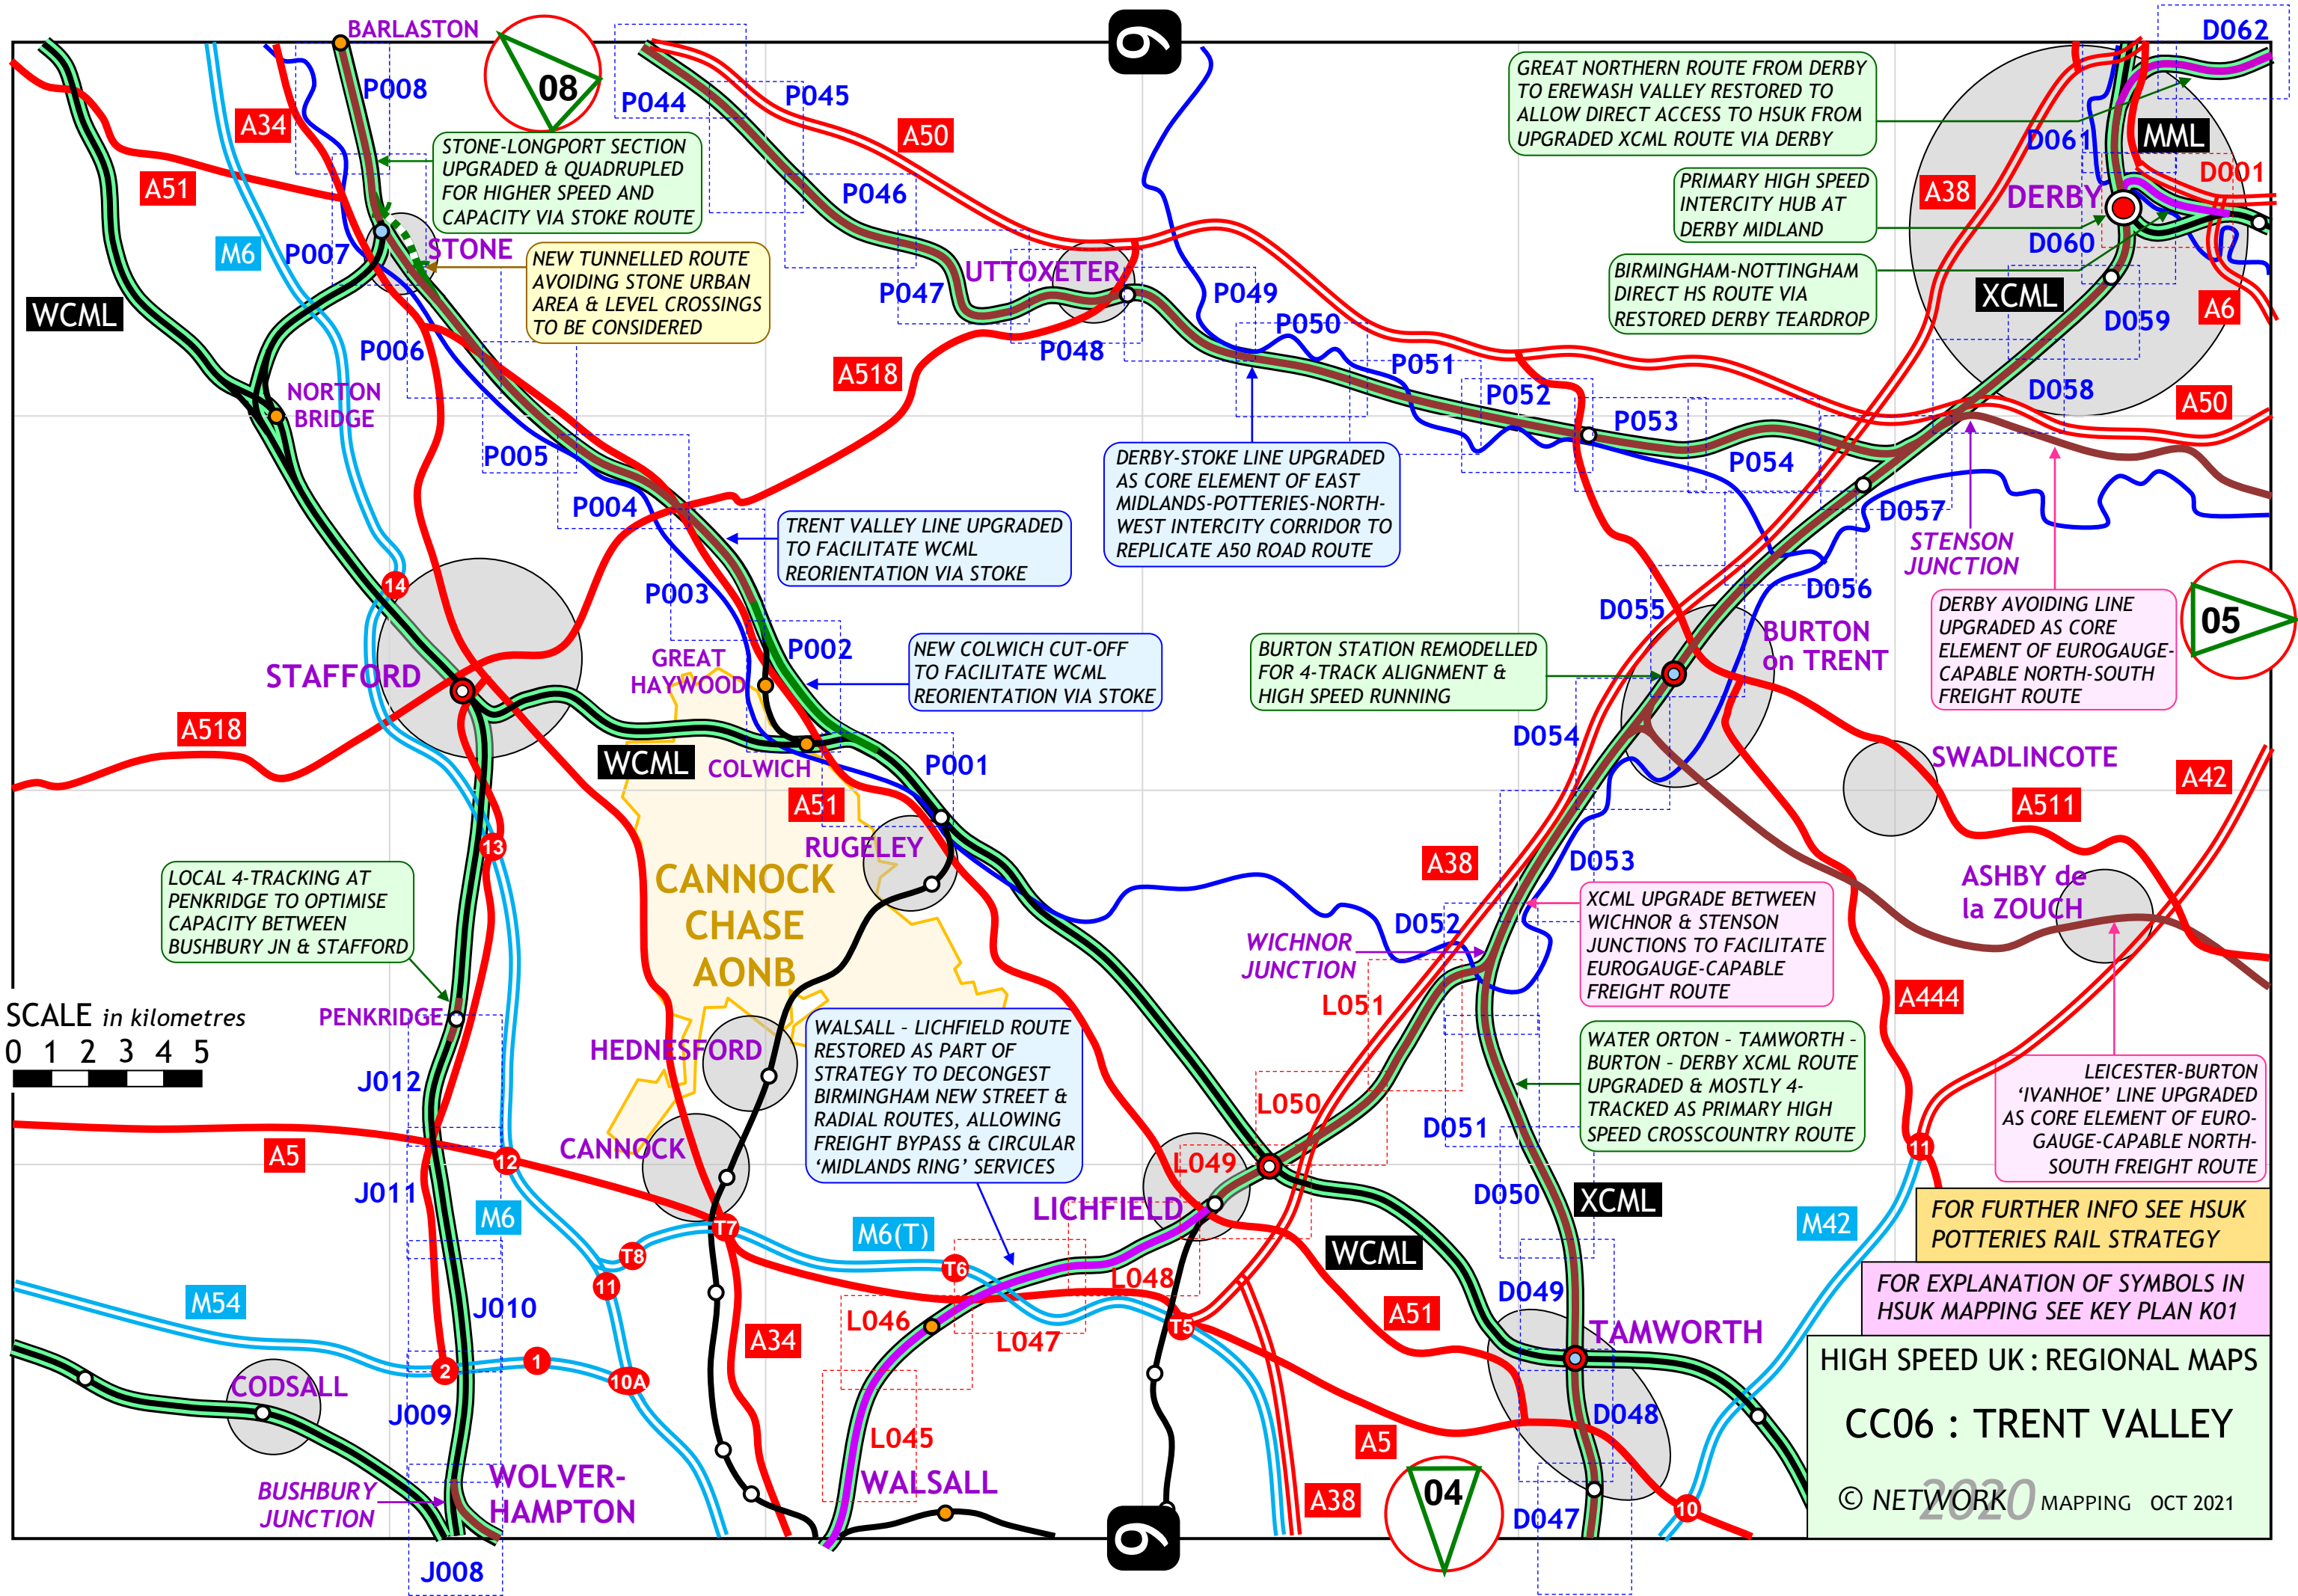 BARLASTON
08
9
D062
P008
P044
P045
A34
A50
GREAT NORTHERN ROUTE FROM DERBY
TO EREWASH VALLEY RESTORED TO
ALLOW DIRECT ACCESS TO HSUK FROM
UPGRADED XCML ROUTE VIA DERBY
D061
MML
STONE-LONGPORT SECTION
UPGRADED & QUADRUPLED
FOR HIGHER SPEED AND
CAPACITY VIA STOKE ROUTE
A51
P046
PRIMARY HIGH SPEED
INTERCITY HUB AT
DERBY MIDLAND
A38
DERBY
D001
M6
P007
STONE
NEW TUNNELLED ROUTE
AVOIDING STONE URBAN
AREA & LEVEL CROSSINGS
TO BE CONSIDERED
UTTOXETER
D060
P047
P049
BIRMINGHAM-NOTTINGHAM
DIRECT HS ROUTE VIA
RESTORED DERBY TEARDROP
XCML
A6
WCML
P050
D059
P006
P048
P051
A518
NORTON
BRIDGE
P052
D058
A50
P053
P005
P054
DERBY-STOKE LINE UPGRADED
AS CORE ELEMENT OF EAST
MIDLANDS-POTTERIES-NORTH-
WEST INTERCITY CORRIDOR TO
REPLICATE A50 ROAD ROUTE
P004
D057
TRENT VALLEY LINE UPGRADED
TO FACILITATE WCML
REORIENTATION VIA STOKE
STENSON
JUNCTION
14
P003
D055
D056
DERBY AVOIDING LINE
UPGRADED AS CORE
ELEMENT OF EUROGAUGE-
CAPABLE NORTH-SOUTH
FREIGHT ROUTE
05
STAFFORD
GREAT
HAYWOOD
P002
NEW COLWICH CUT-OFF
TO FACILITATE WCML
REORIENTATION VIA STOKE
BURTON STATION REMODELLED
FOR 4-TRACK ALIGNMENT &
HIGH SPEED RUNNING
BURTON
on TRENT
A518
WCML
COLWICH
P001
D054
SWADLINCOTE
A42
A51
A511
13
RUGELEY
A38
D053
LOCAL 4-TRACKING AT
PENKRIDGE TO OPTIMISE
CAPACITY BETWEEN
BUSHBURY JN & STAFFORD
CANNOCK
CHASE
AONB
ASHBY de
la ZOUCH
D052
WICHNOR
JUNCTION
XCML UPGRADE BETWEEN
WICHNOR & STENSON
JUNCTIONS TO FACILITATE
EUROGAUGE-CAPABLE
FREIGHT ROUTE
L051
A444
SCALE in kilometres
0 1 2 3 4 5
PENKRIDGE
HEDNESFORD
WALSALL - LICHFIELD ROUTE
RESTORED AS PART OF
STRATEGY TO DECONGEST
BIRMINGHAM NEW STREET &
RADIAL ROUTES, ALLOWING
FREIGHT BYPASS & CIRCULAR
'MIDLANDS RING' SERVICES
WATER ORTON - TAMWORTH -
BURTON - DERBY XCML ROUTE
UPGRADED & MOSTLY 4-
TRACKED AS PRIMARY HIGH
SPEED CROSSCOUNTRY ROUTE
LEICESTER-BURTON
'IVANHOE' LINE UPGRADED
AS CORE ELEMENT OF EURO-
GAUGE-CAPABLE NORTH-
SOUTH FREIGHT ROUTE
J012
L050
D051
A5
CANNOCK
12
L049
11
J011
D050
XCML
M6
LICHFIELD
T7
M6(T)
WCML
M42
FOR FURTHER INFO SEE HSUK
POTTERIES RAIL STRATEGY
T8
T6
11
L048
D049
M54
J010
L046
A51
FOR EXPLANATION OF SYMBOLS IN
HSUK MAPPING SEE KEY PLAN K01
A34
L047
T5
TAMWORTH
2
1
10A
HIGH SPEED UK : REGIONAL MAPS
CODSALL
J009
D048
CC06 : TRENT VALLEY
L045
A5
WOLVER-
HAMPTON
WALSALL
BUSHBURY
JUNCTION
04
A38
10
D047
© NETWORK 2020 MAPPING OCT 2021
9
J008